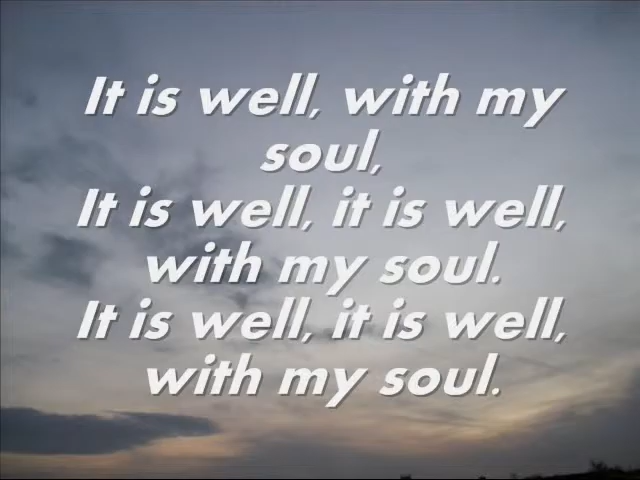 It is well, with my
soul,
It is well, it is well,
with my soul.
It is well, it is well,
with my soul.